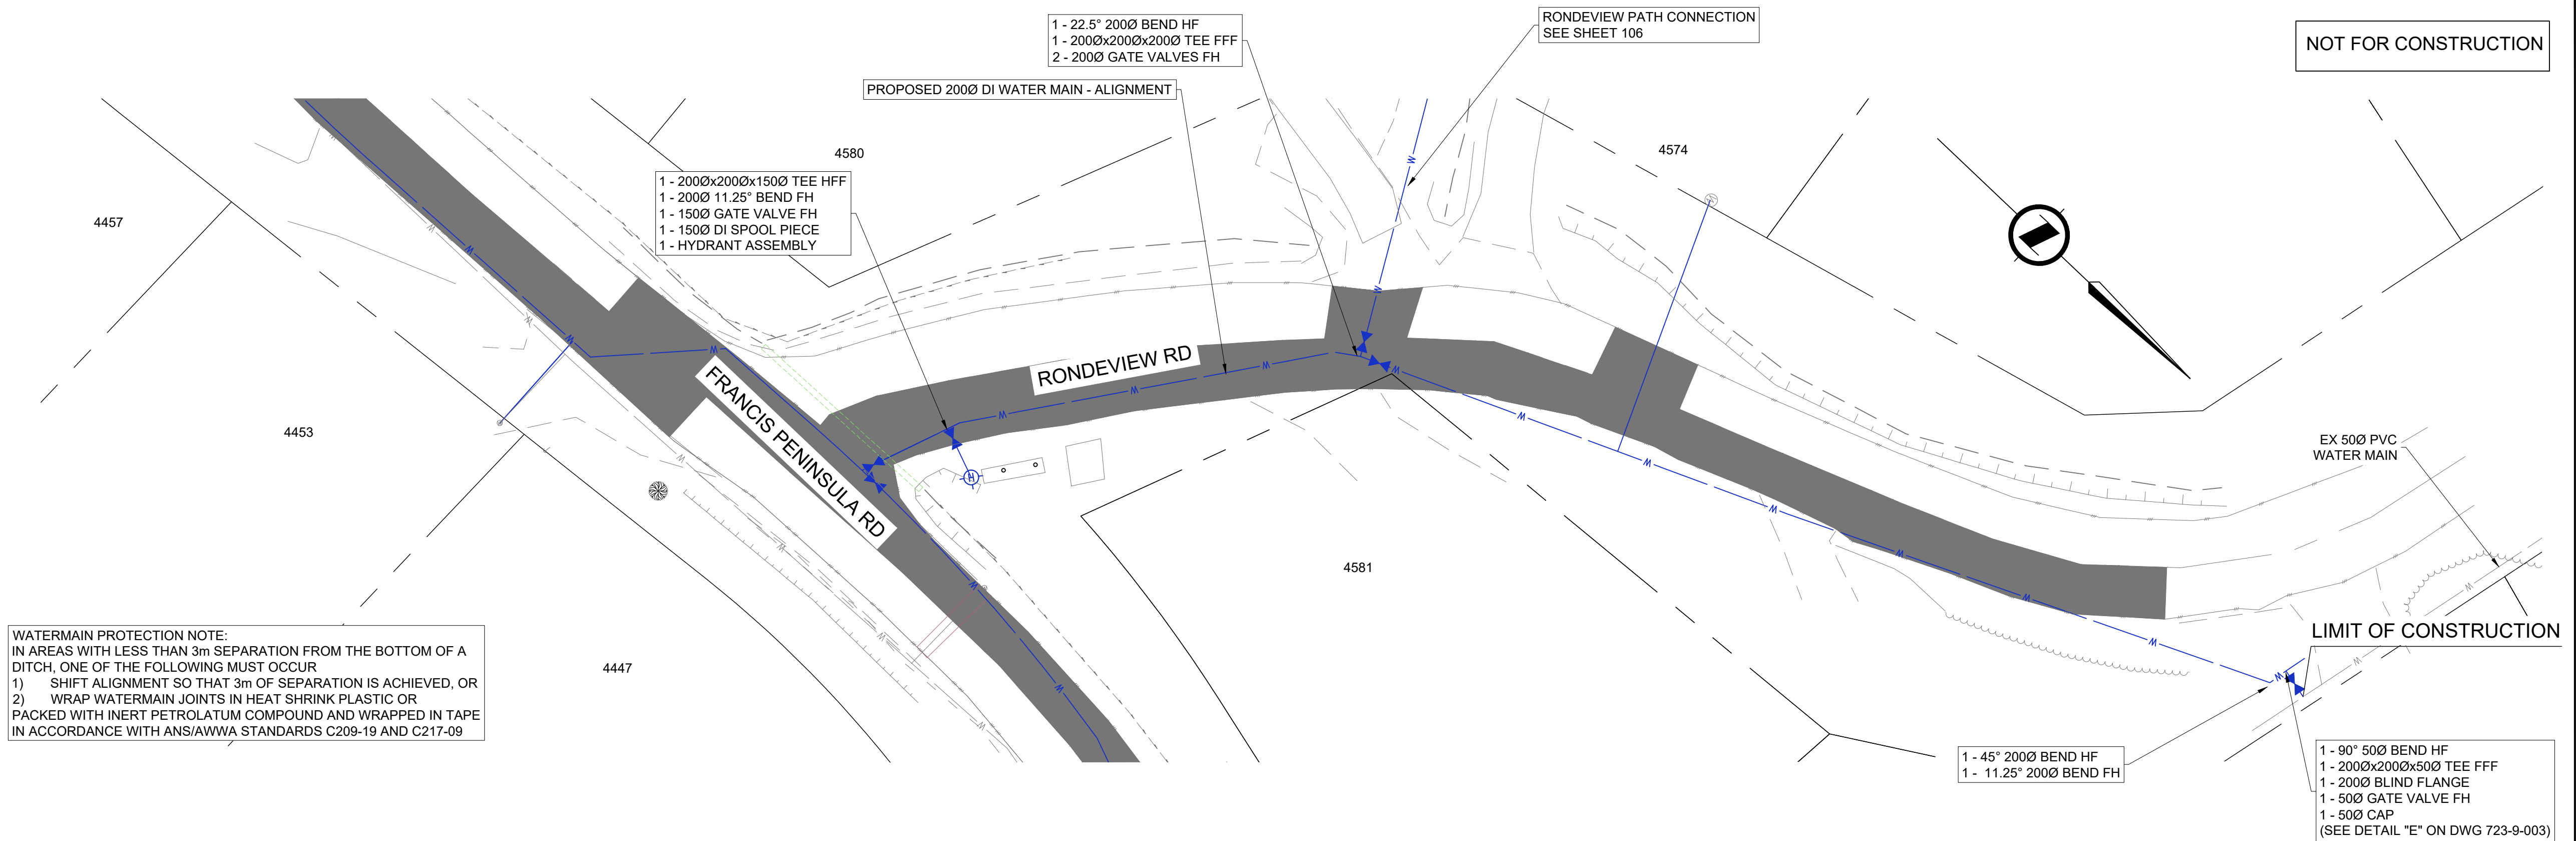 1 - 22.5° 200Ø BEND HF
1 - 200Øx200Øx200Ø TEE FFF
2 - 200Ø GATE VALVES FH
RONDEVIEW PATH CONNECTION
SEE SHEET 106
NOT FOR CONSTRUCTION
PROPOSED 200Ø DI WATER MAIN - ALIGNMENT
4580
4574
1 - 200Øx200Øx150Ø TEE HFF
1 - 200Ø 11.25° BEND FH
1 - 150Ø GATE VALVE FH
1 - 150Ø DI SPOOL PIECE
1 - HYDRANT ASSEMBLY
4457
RONDEVIEW RD
FRANCIS PENINSULA RD
4453
H
EX 50Ø PVC
WATER MAIN
4581
LIMIT OF CONSTRUCTION
WATERMAIN PROTECTION NOTE:
IN AREAS WITH LESS THAN 3m SEPARATION FROM THE BOTTOM OF A
DITCH, ONE OF THE FOLLOWING MUST OCCUR
1) SHIFT ALIGNMENT SO THAT 3m OF SEPARATION IS ACHIEVED, OR
2) WRAP WATERMAIN JOINTS IN HEAT SHRINK PLASTIC OR
PACKED WITH INERT PETROLATUM COMPOUND AND WRAPPED IN TAPE
IN ACCORDANCE WITH ANS/AWWA STANDARDS C209-19 AND C217-09
4447
1 - 45° 200Ø BEND HF
1 - 11.25° 200Ø BEND FH
1 - 90° 50Ø BEND HF
1 - 200Øx200Øx50Ø TEE FFF
1 - 200Ø BLIND FLANGE
1 - 50Ø GATE VALVE FH
1 - 50Ø CAP
(SEE DETAIL "E" ON DWG 723-9-003)